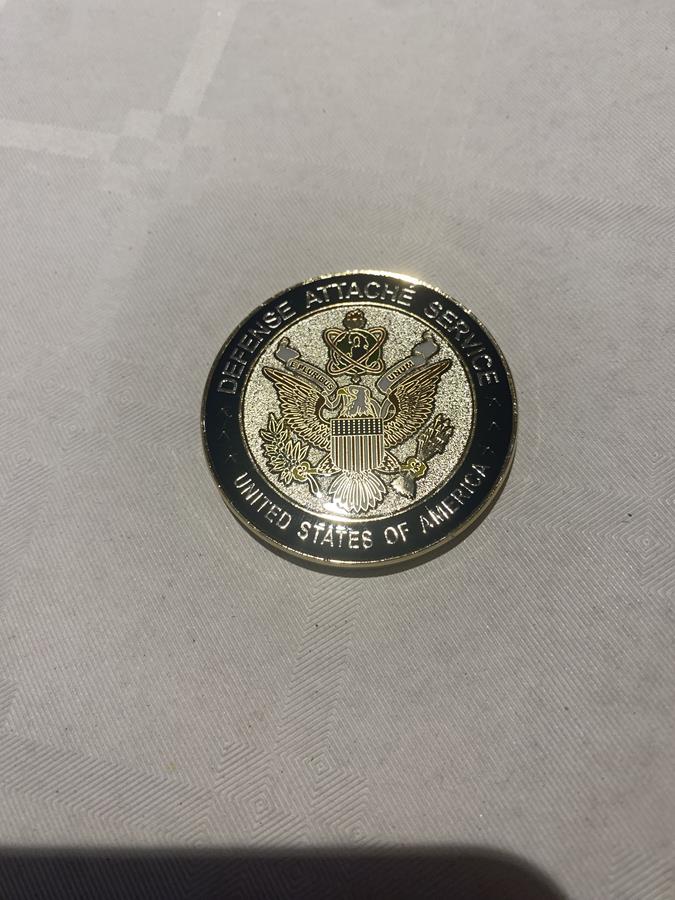 DEFENSE ATTACHÉ SERVICE
E PLURIBUS UNUM
UNITED STATES OF AMERICA